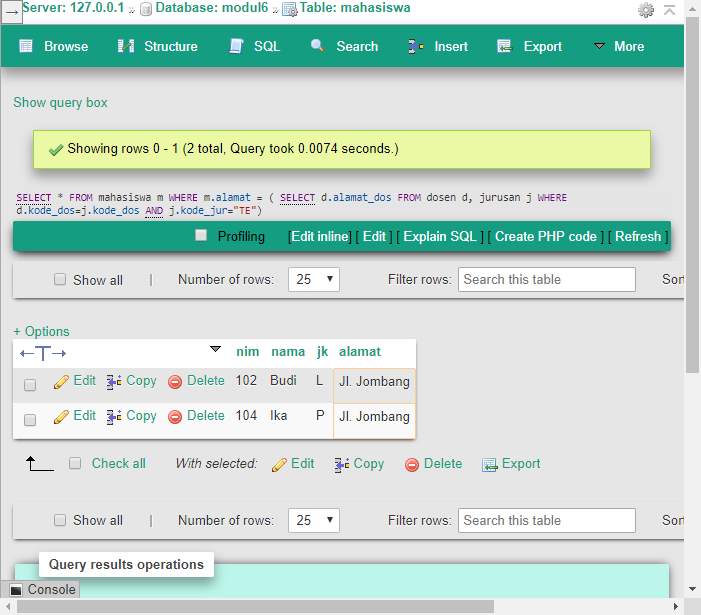 Server: 127.0.0.1 » Database: modul6 » Table: mahasiswa
Browse Structure SQL Search Insert Export More
Show query box
Showing rows 0 - 1 (2 total, Query took 0.0074 seconds.)
SELECT * FROM mahasiswa m WHERE m.alamat = ( SELECT d.alamat_dos FROM dosen d, jurusan j WHERE
d.kode_dos=j.kode_dos AND j.kode_jur="TE")
Profiling [Edit inline] [ Edit ] [ Explain SQL ] [ Create PHP code ] [ Refresh ]
Show all | Number of rows: 25 Filter rows: Search this table Sort
+ Options
←T→ nim nama jk alamat
Edit Copy Delete 102 Budi L Jl. Jombang
Edit Copy Delete 104 Ika P Jl. Jombang
Check all With selected: Edit Copy Delete Export
Show all | Number of rows: 25 Filter rows: Search this table Sort
Query results operations
Console